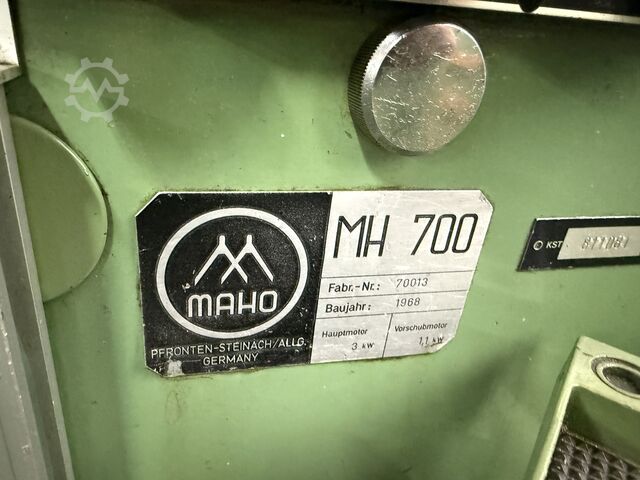 MAHO
PFRONTEN-STEINACH/ALLG.
GERMANY
MH 700
Fabr.-Nr.: 70013
Baujahr: 1968
Hauptmotor Vorschubmotor
3 kW 1,1 kW
© KST